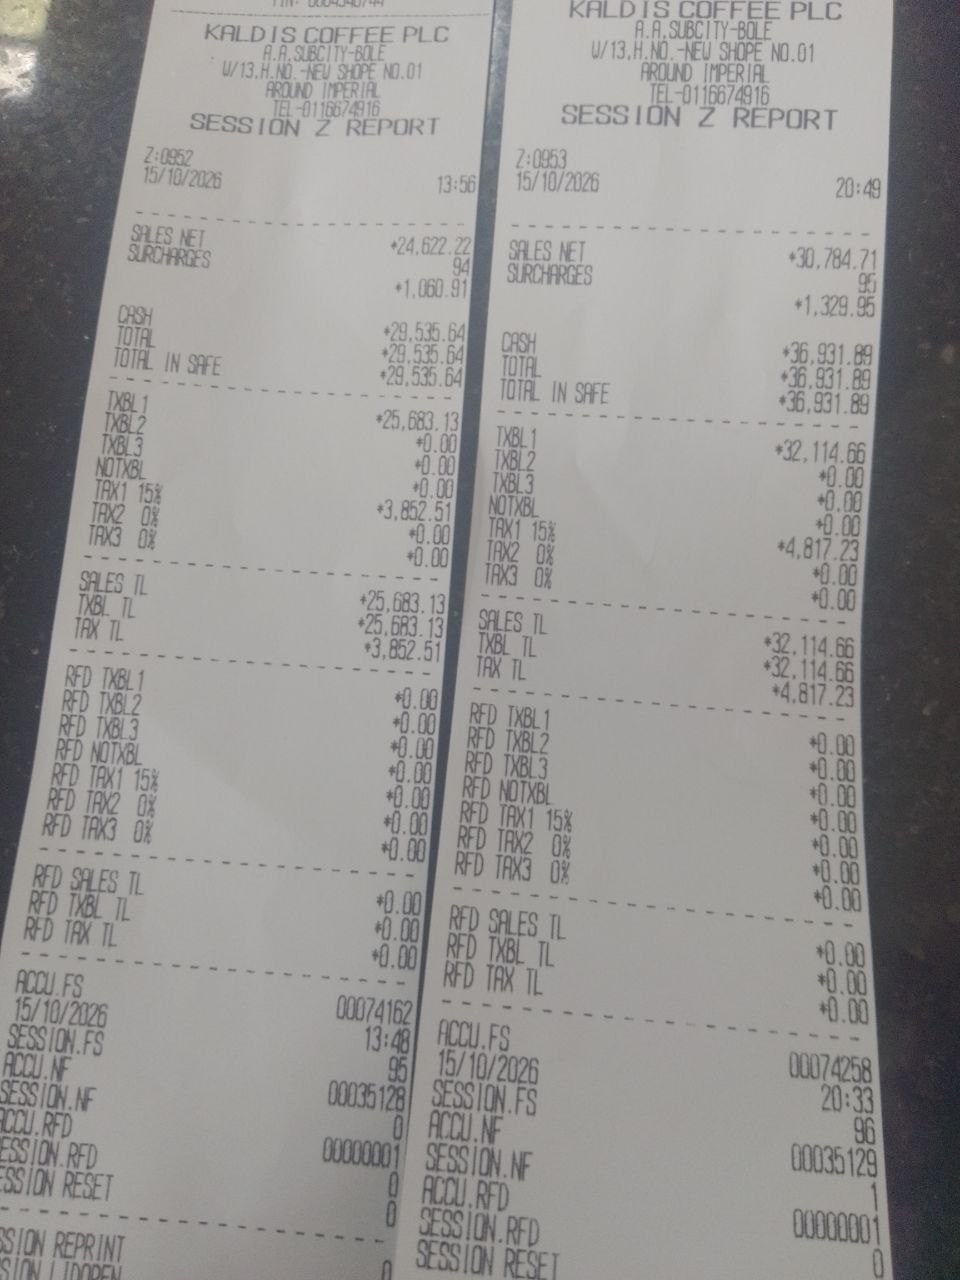 TIN: 0004340744
KALDIS COFFEE PLC
A.A,SUBCITY-BOLE
W/13,H.NO.-NEW SHOPE NO.01
AROUND IMPERIAL
TEL-0116674916
SESSION Z REPORT
Z:0952
15/10/2026 13:56
SALES NET *24,622.22
SURCHARGES 94
*1,060.91
CASH *29,535.64
TOTAL *29,535.64
TOTAL IN SAFE *29,535.64
TXBL1 *25,683.13
TXBL2 *0.00
TXBL3 *0.00
NOTXBL *0.00
TAX1 15% *3,852.51
TAX2 0% *0.00
TAX3 0% *0.00
SALES TL *25,683.13
TXBL TL *25,683.13
TAX TL *3,852.51
RFD TXBL1 *0.00
RFD TXBL2 *0.00
RFD TXBL3 *0.00
RFD NOTXBL *0.00
RFD TAX1 15% *0.00
RFD TAX2 0% *0.00
RFD TAX3 0% *0.00
RFD SALES TL *0.00
RFD TXBL TL *0.00
RFD TAX TL *0.00
ACCU.FS 00074162
15/10/2026 13:48
SESSION.FS 95
ACCU.NF 00035128
SESSION.NF 0
ACCU.RFD 00000001
SESSION.RFD 0
SESSION RESET 0
SESSION REPRINT 0
KALDIS COFFEE PLC
A.A,SUBCITY-BOLE
W/13,H.NO.-NEW SHOPE NO.01
AROUND IMPERIAL
TEL-0116674916
SESSION Z REPORT
Z:0953
15/10/2026 20:49
SALES NET *30,784.71
SURCHARGES 95
*1,329.95
CASH *36,931.89
TOTAL *36,931.89
TOTAL IN SAFE *36,931.89
TXBL1 *32,114.66
TXBL2 *0.00
TXBL3 *0.00
NOTXBL *0.00
TAX1 15% *4,817.23
TAX2 0% *0.00
TAX3 0% *0.00
SALES TL *32,114.66
TXBL TL *32,114.66
TAX TL *4,817.23
RFD TXBL1 *0.00
RFD TXBL2 *0.00
RFD TXBL3 *0.00
RFD NOTXBL *0.00
RFD TAX1 15% *0.00
RFD TAX2 0% *0.00
RFD TAX3 0% *0.00
RFD SALES TL *0.00
RFD TXBL TL *0.00
RFD TAX TL *0.00
ACCU.FS 00074258
15/10/2026 20:33
SESSION.FS 96
ACCU.NF 00035129
SESSION.NF 1
ACCU.RFD 00000001
SESSION.RFD 0
SESSION RESET